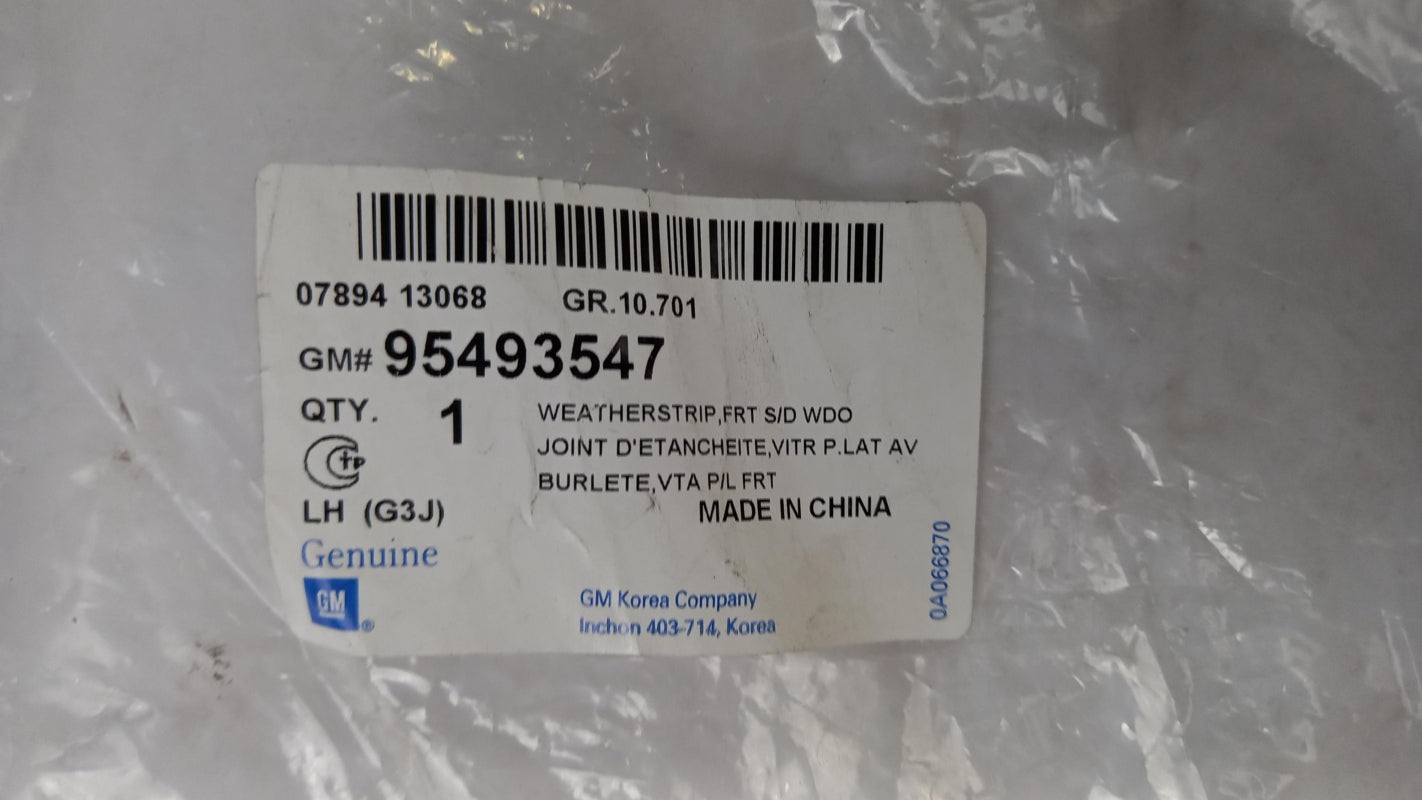 07894 13068 GR.10.701
GM# 95493547
QTY. 1
WEATHERSTRIP,FRT S/D WDO
JOINT D'ETANCHEITE,VITR P.LAT AV
BURLETE,VTA P/L FRT
LH (G3J)
MADE IN CHINA
Genuine
GM ®
GM Korea Company
Inchon 403-714, Korea
0A066870